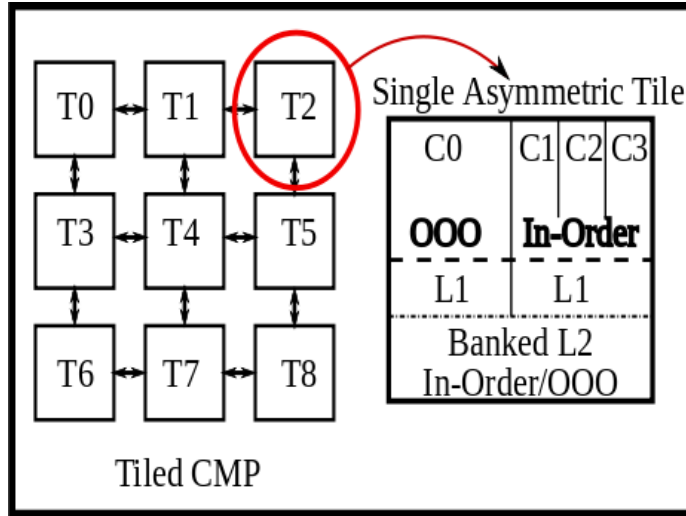 T0 T1 T2
T3 T4 T5
T6 T7 T8
Tiled CMP
Single Asymmetric Tile
C0 C1 C2 C3
OOO In-Order
L1 L1
Banked L2
In-Order/OOO